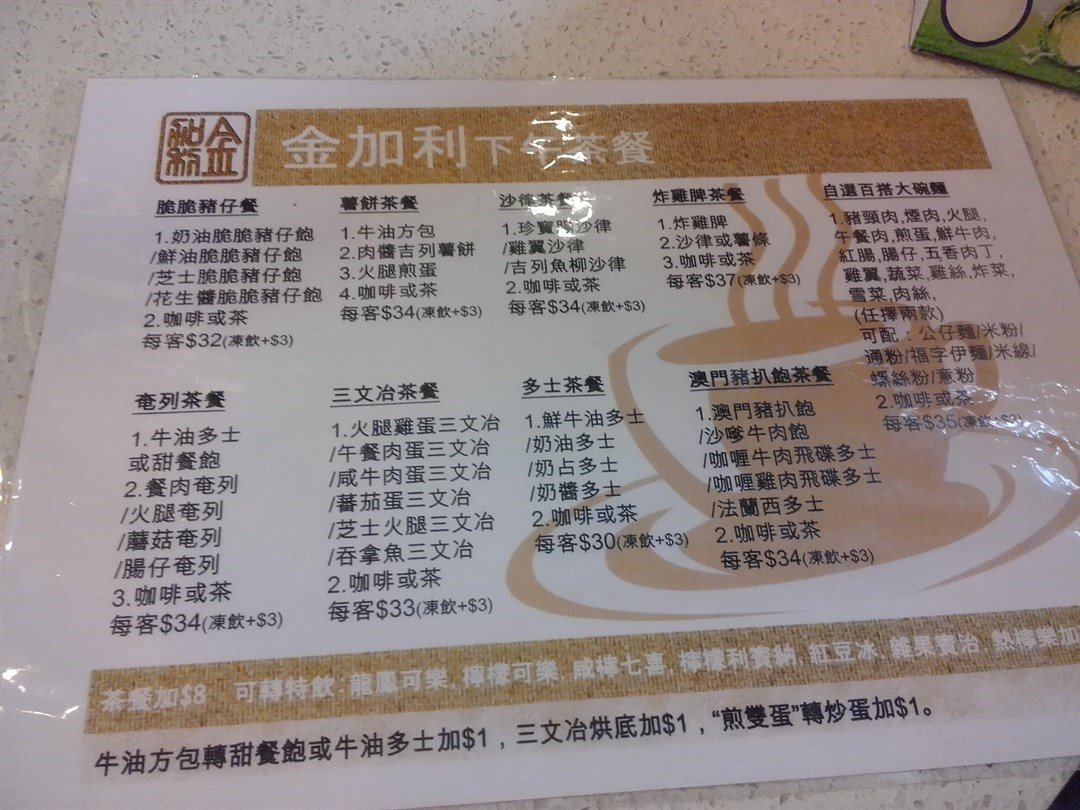 金加利下午茶餐
脆脆豬仔餐
1.奶油脆脆豬仔飽
/鮮油脆脆豬仔飽
/芝士脆脆豬仔飽
/花生醬脆脆豬仔飽
2.咖啡或茶
每客$32(凍飲+$3)
薯餅茶餐
1.牛油方包
2.肉醬吉列薯餅
3.火腿煎蛋
4.咖啡或茶
每客$34(凍飲+$3)
沙律茶餐
1.珍寶腸沙律
/雞翼沙律
/吉列魚柳沙律
2.咖啡或茶
每客$34(凍飲+$3)
炸雞脾茶餐
1.炸雞脾
2.沙律或薯條
3.咖啡或茶
每客$37(凍飲+$3)
自選百搭大碗麵
1.豬頸肉,煙肉,火腿,
午餐肉,煎蛋,鮮牛肉,
紅腸,腸仔,五香肉丁,
雞翼,蔬菜,雞絲,炸菜,
雪菜,肉絲,
(任擇兩款)
可配：公仔麵/米粉/
通粉/福字伊麵/米線/
螺絲粉/意粉
2.咖啡或茶
每客$35(凍飲+$3)
奄列茶餐
1.牛油多士
或甜餐飽
2.餐肉奄列
/火腿奄列
/蘑菇奄列
/腸仔奄列
3.咖啡或茶
每客$34(凍飲+$3)
三文冶茶餐
1.火腿雞蛋三文冶
/午餐肉蛋三文冶
/咸牛肉蛋三文冶
/蕃茄蛋三文冶
/芝士火腿三文冶
/吞拿魚三文冶
2.咖啡或茶
每客$33(凍飲+$3)
多士茶餐
1.鮮牛油多士
/奶油多士
/奶占多士
/奶醬多士
2.咖啡或茶
每客$30(凍飲+$3)
澳門豬扒飽茶餐
1.澳門豬扒飽
/沙嗲牛肉飽
/咖喱牛肉飛碟多士
/咖喱雞肉飛碟多士
/法蘭西多士
2.咖啡或茶
每客$34(凍飲+$3)
茶餐加$8 可轉特飲：龍鳳可樂, 檸檬可樂, 咸檸七喜, 檸檬利賓納, 紅豆冰, 雜果賓治, 熱檸樂加
牛油方包轉甜餐飽或牛油多士加$1，三文冶烘底加$1，“煎雙蛋”轉炒蛋加$1。